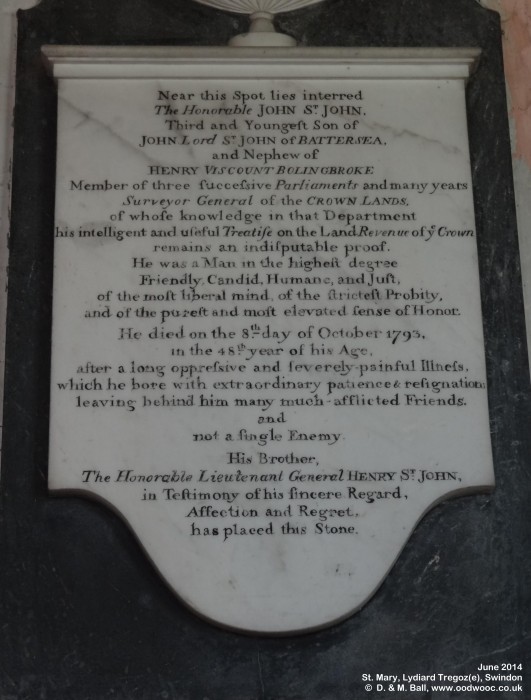 Near this Spot lies interred
The Honorable JOHN Sᵀ JOHN.
Third and Youngeſt Son of
JOHN Lord Sᵀ JOHN of BATTERSEA,
and Nephew of
HENRY VISCOUNT BOLINGBROKE
Member of three ſucceſsive Parliaments and many years
Surveyor General of the CROWN LANDS,
of whoſe knowledge in that Department
his intelligent and uſeful Treatiſe on the Land Revenue of yͤ Crown
remains an indiſputable proof.
He was a Man in the higheſt degree
Friendly, Candid, Humane, and Juſt,
of the moſt liberal mind, of the ſtricteſt Probity,
and of the pureſt and moſt elevated ſenſe of Honor.
He died on the 8ᵗʰ day of October 1793,
in the 48ᵗʰ year of his Age,
after a long oppreſsive and ſeverely-painful Illneſs,
which he bore with extraordinary patience & reſignation;
leaving behind him many much-afflicted Friends.
and
not a ſingle Enemy.
His Brother,
The Honorable Lieutenant General HENRY Sᵀ JOHN,
in Teſtimony of his ſincere Regard,
Affection and Regret,
has placed this Stone.
June 2014
St. Mary, Lydiard Tregoz(e), Swindon
© D. & M. Ball, www.oodwooc.co.uk